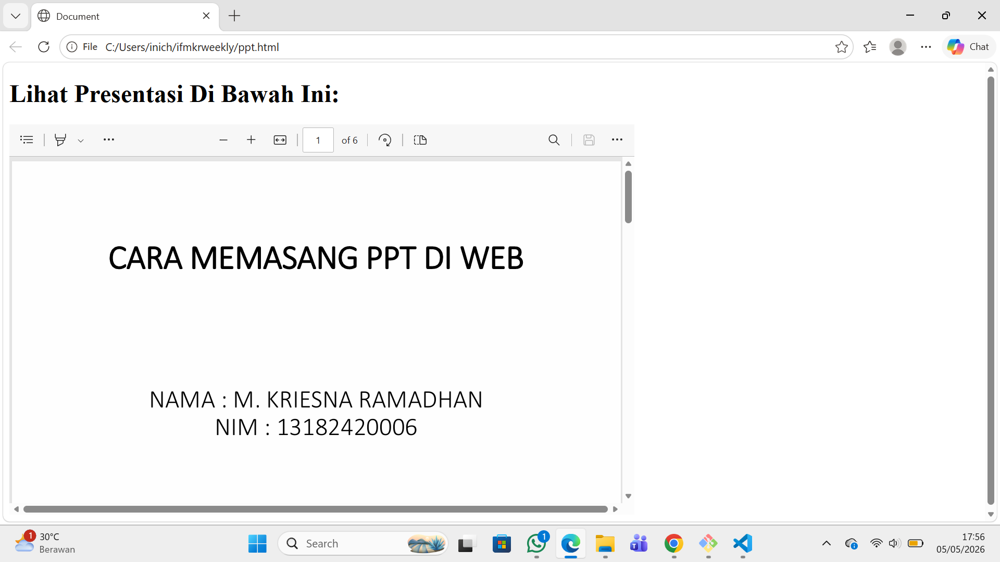 Document
File C:/Users/inich/ifmkrweekly/ppt.html
Chat
Lihat Presentasi Di Bawah Ini:
1 of 6
CARA MEMASANG PPT DI WEB
NAMA : M. KRIESNA RAMADHAN
NIM : 13182420006
1
30°C
Berawan
Search
1
T
17:56
05/05/2026